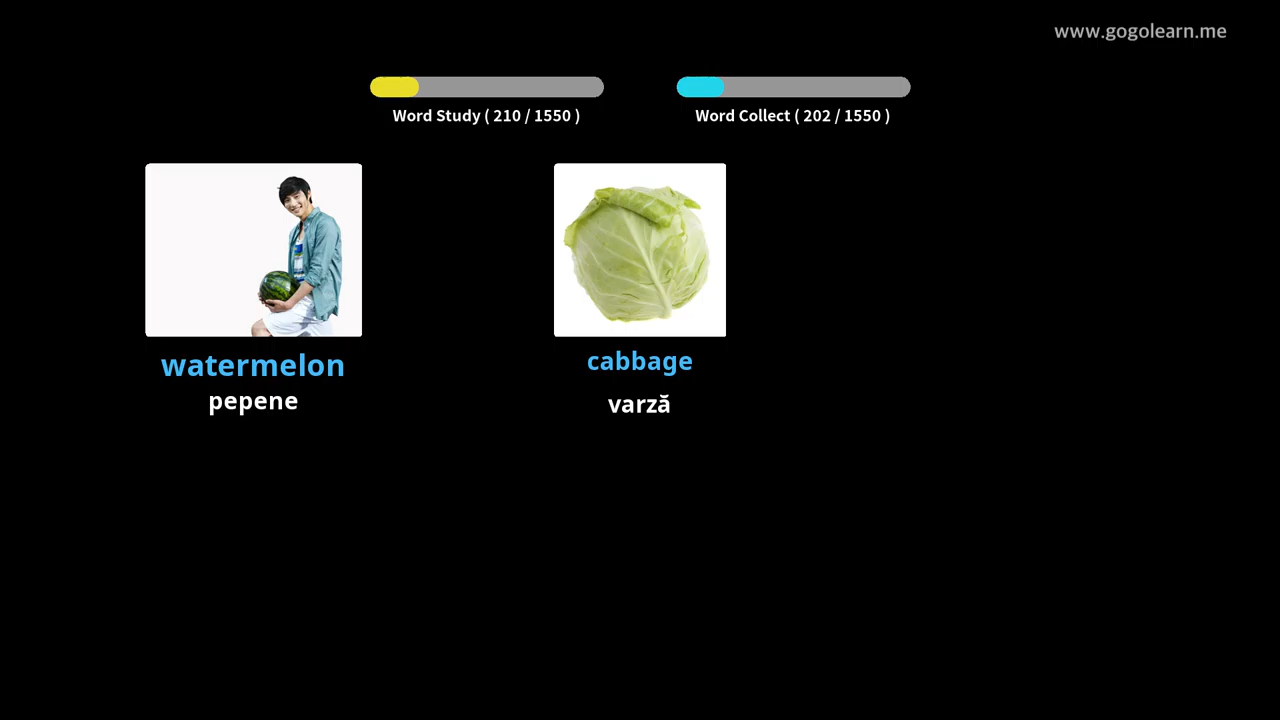 www.gogolearn.me
Word Study ( 210 / 1550 )
Word Collect ( 202 / 1550 )
watermelon
pepene
cabbage
varză